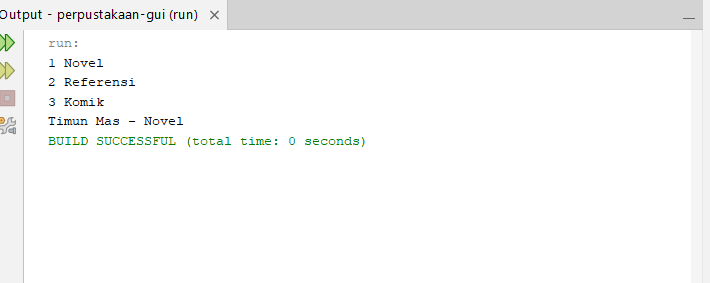 Output - perpustakaan-gui (run)
run:
1 Novel
2 Referensi
3 Komik
Timun Mas - Novel
BUILD SUCCESSFUL (total time: 0 seconds)